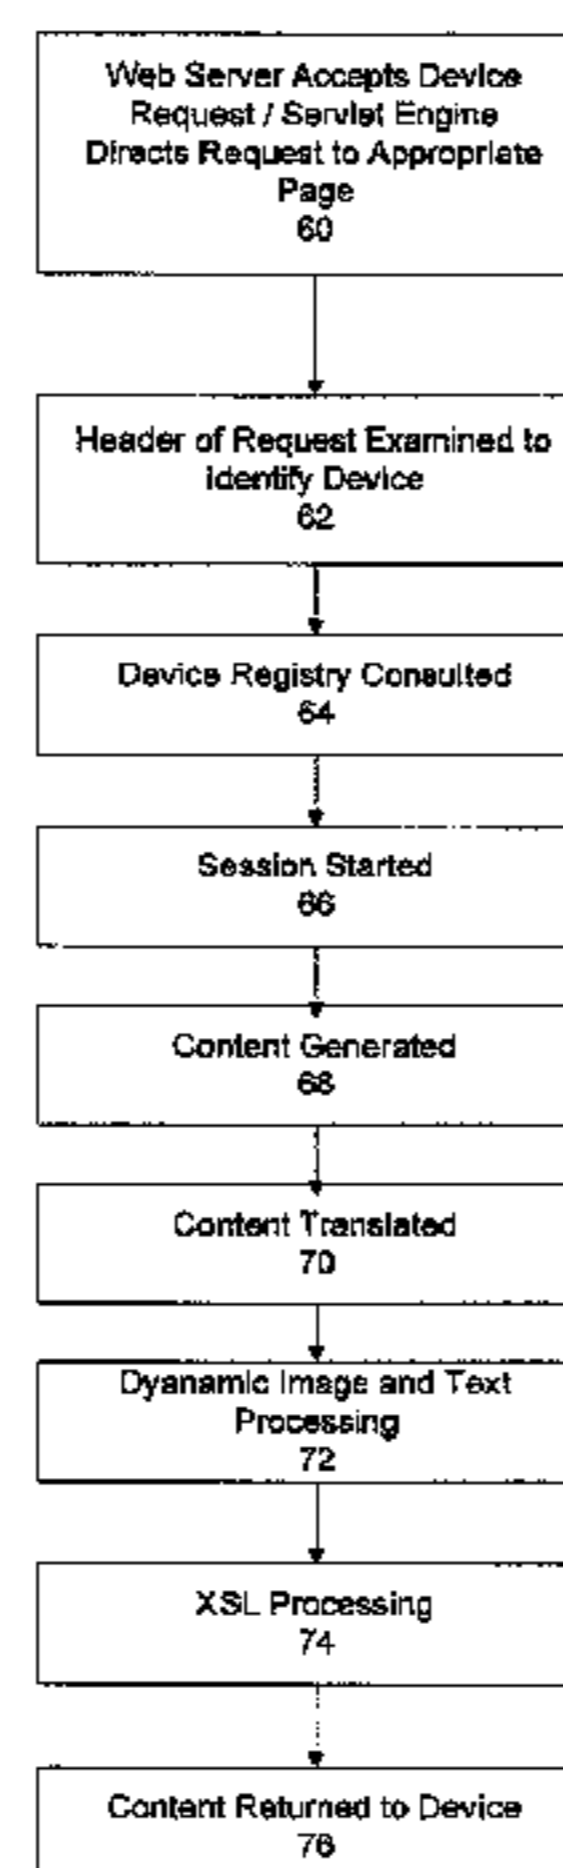 Web Server Accepts Device
Request / Servlet Engine
Directs Request to Appropriate
Page
60
Header of Request Examined to
Identify Device
62
Device Registry Consulted
64
Session Started
66
Content Generated
68
Content Translated
70
Dyanamic Image and Text
Processing
72
XSL Processing
74
Content Returned to Device
76